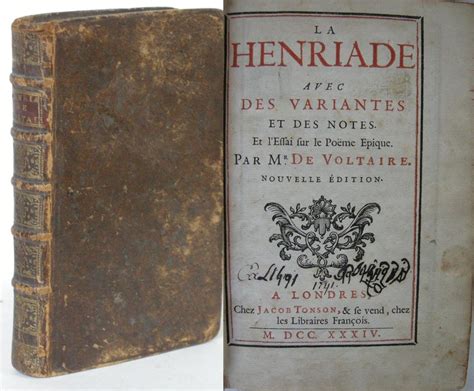 LA
HENRIADE
AVEC
DES VARIANTES
ET DES NOTES.
Et l'Essai sur le Poëme Epique.
PAR MR. DE VOLTAIRE.
NOUVELLE ÉDITION.
A LONDRES,
Chez JACOB TONSON, & se vend, chez
les Libraires François.
M. DCC. XXXIV.